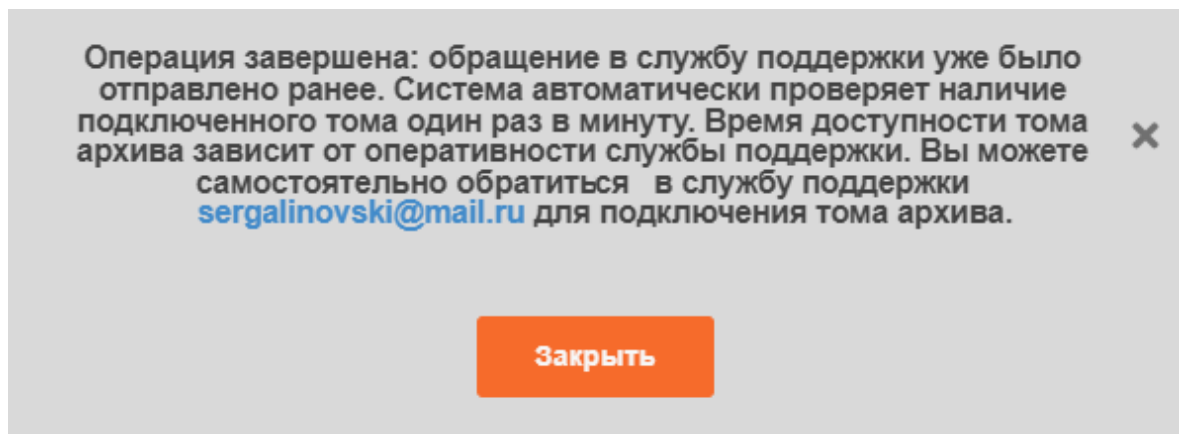 Операция завершена: обращение в службу поддержки уже было
отправлено ранее. Система автоматически проверяет наличие
подключенного тома один раз в минуту. Время доступности тома
архива зависит от оперативности службы поддержки. Вы можете
самостоятельно обратиться в службу поддержки
sergalinovski@mail.ru для подключения тома архива.
Закрыть